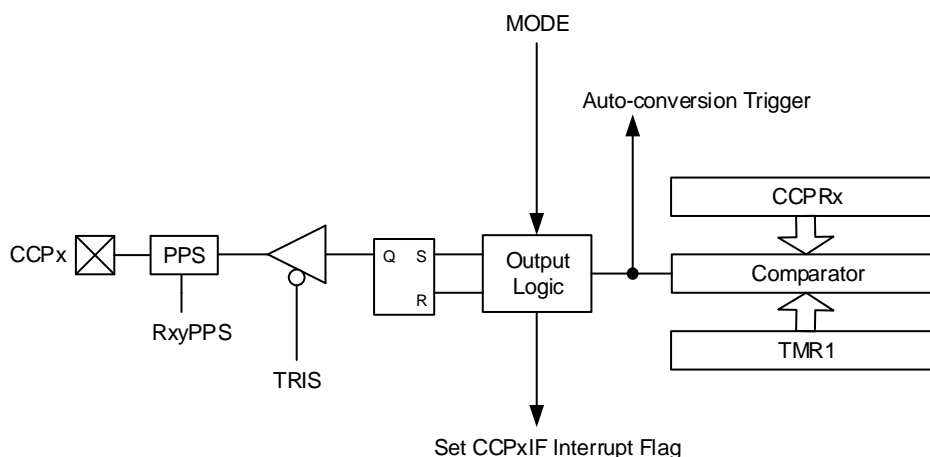 MODE
Auto-conversion Trigger
CCPRx
CCPx
PPS
Q
S
R
Output
Logic
Comparator
RxyPPS
TRIS
TMR1
Set CCPxIF Interrupt Flag